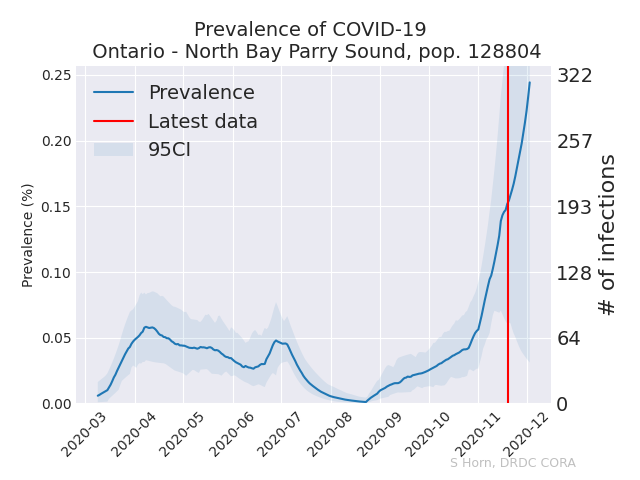 Prevalence of COVID-19
Ontario - North Bay Parry Sound, pop. 128804
Prevalence
Latest data
95CI
Prevalence (%)
0.25
0.20
0.15
0.10
0.05
0.00
322
257
193
128
64
0
# of infections
2020-03
2020-04
2020-05
2020-06
2020-07
2020-08
2020-09
2020-10
2020-11
2020-12
S Horn, DRDC CORA